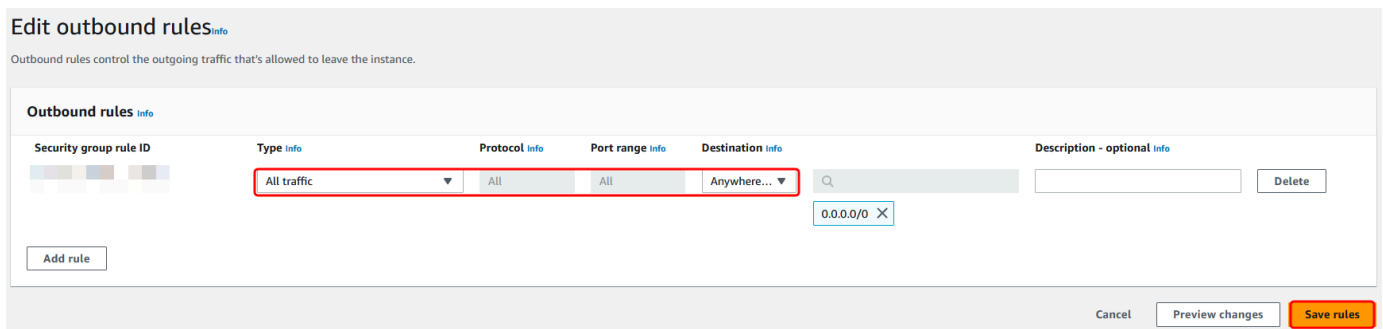 Edit outbound rules Info
Outbound rules control the outgoing traffic that's allowed to leave the instance.
Outbound rules Info
Security group rule ID Type Info Protocol Info Port range Info Destination Info Description - optional Info
All traffic All All Anywhere... Delete
0.0.0.0/0
Add rule
Cancel Preview changes Save rules